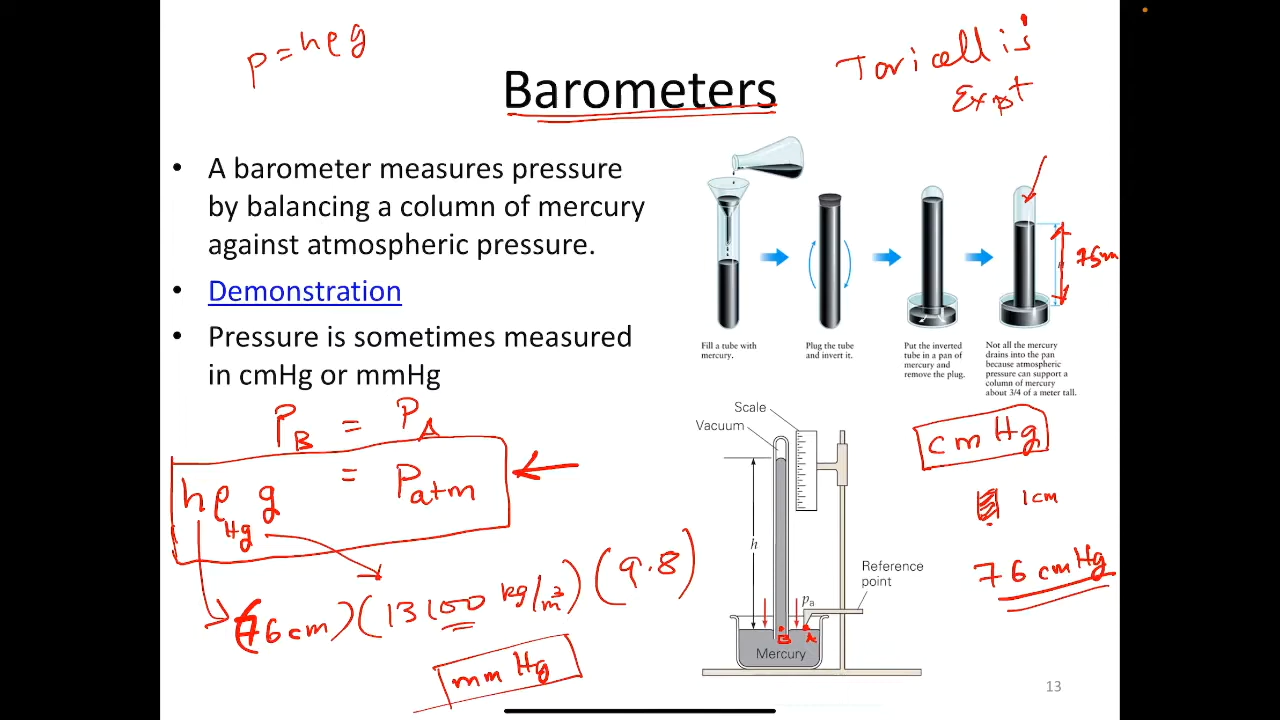 p = hρg
Toricelli's
Expt
Barometers
• A barometer measures pressure
by balancing a column of mercury
against atmospheric pressure.
• Demonstration
• Pressure is sometimes measured
in cmHg or mmHg
75m
Fill a tube with
mercury.
Plug the tube
and invert it.
Put the inverted
tube in a pan of
mercury and
remove the plug.
Not all the mercury
drains into the pan
because atmospheric
pressure can support a
column of mercury
about 3/4 of a meter tall.
P_B = P_A
hρ_Hg g = P_atm
(76cm)(13100 kg/m³)(9.8)
mm Hg
Scale
Vacuum
h
Reference
point
p_a
B A
Mercury
cm Hg
1cm
76 cmHg
13